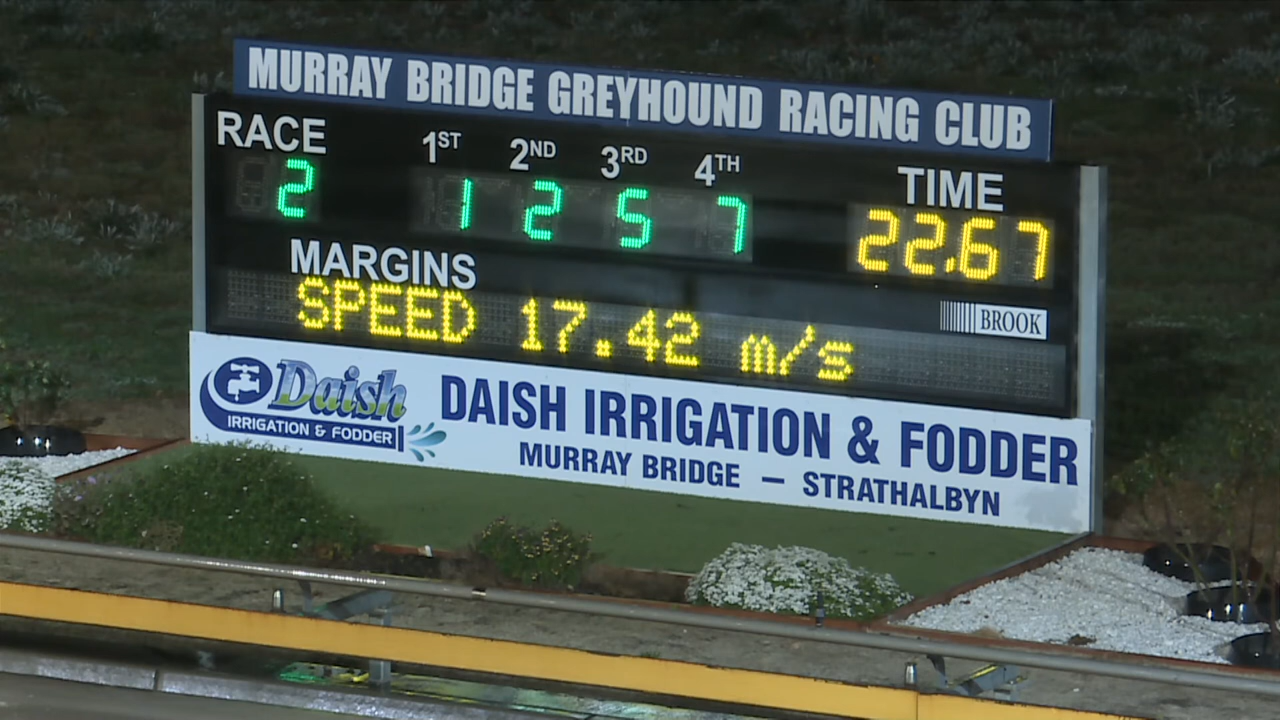 MURRAY BRIDGE GREYHOUND RACING CLUB
RACE 1ST 2ND 3RD 4TH TIME
2 1 2 5 7 22.67
MARGINS
SPEED 17.42 m/s
BROOK
Daish
IRRIGATION & FODDER
DAISH IRRIGATION & FODDER
MURRAY BRIDGE — STRATHALBYN